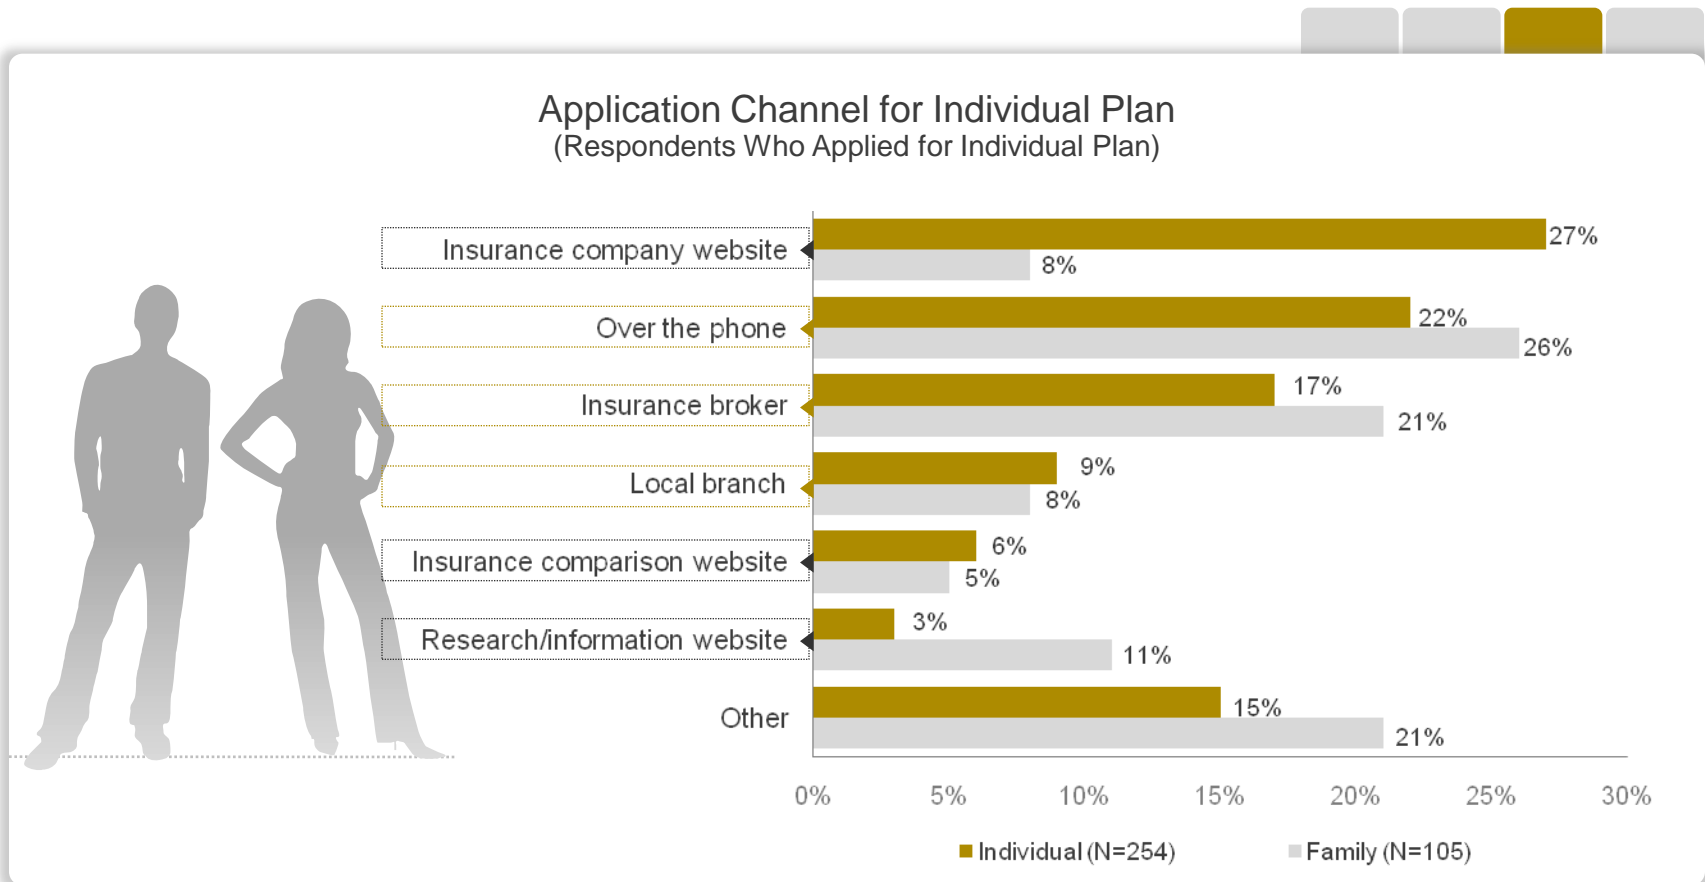 Application Channel for Individual Plan
(Respondents Who Applied for Individual Plan)
Insurance company website
27%
8%
Over the phone
22%
26%
Insurance broker
17%
21%
Local branch
9%
8%
Insurance comparison website
6%
5%
Research/information website
3%
11%
Other
15%
21%
0% 5% 10% 15% 20% 25% 30%
Individual (N=254) Family (N=105)